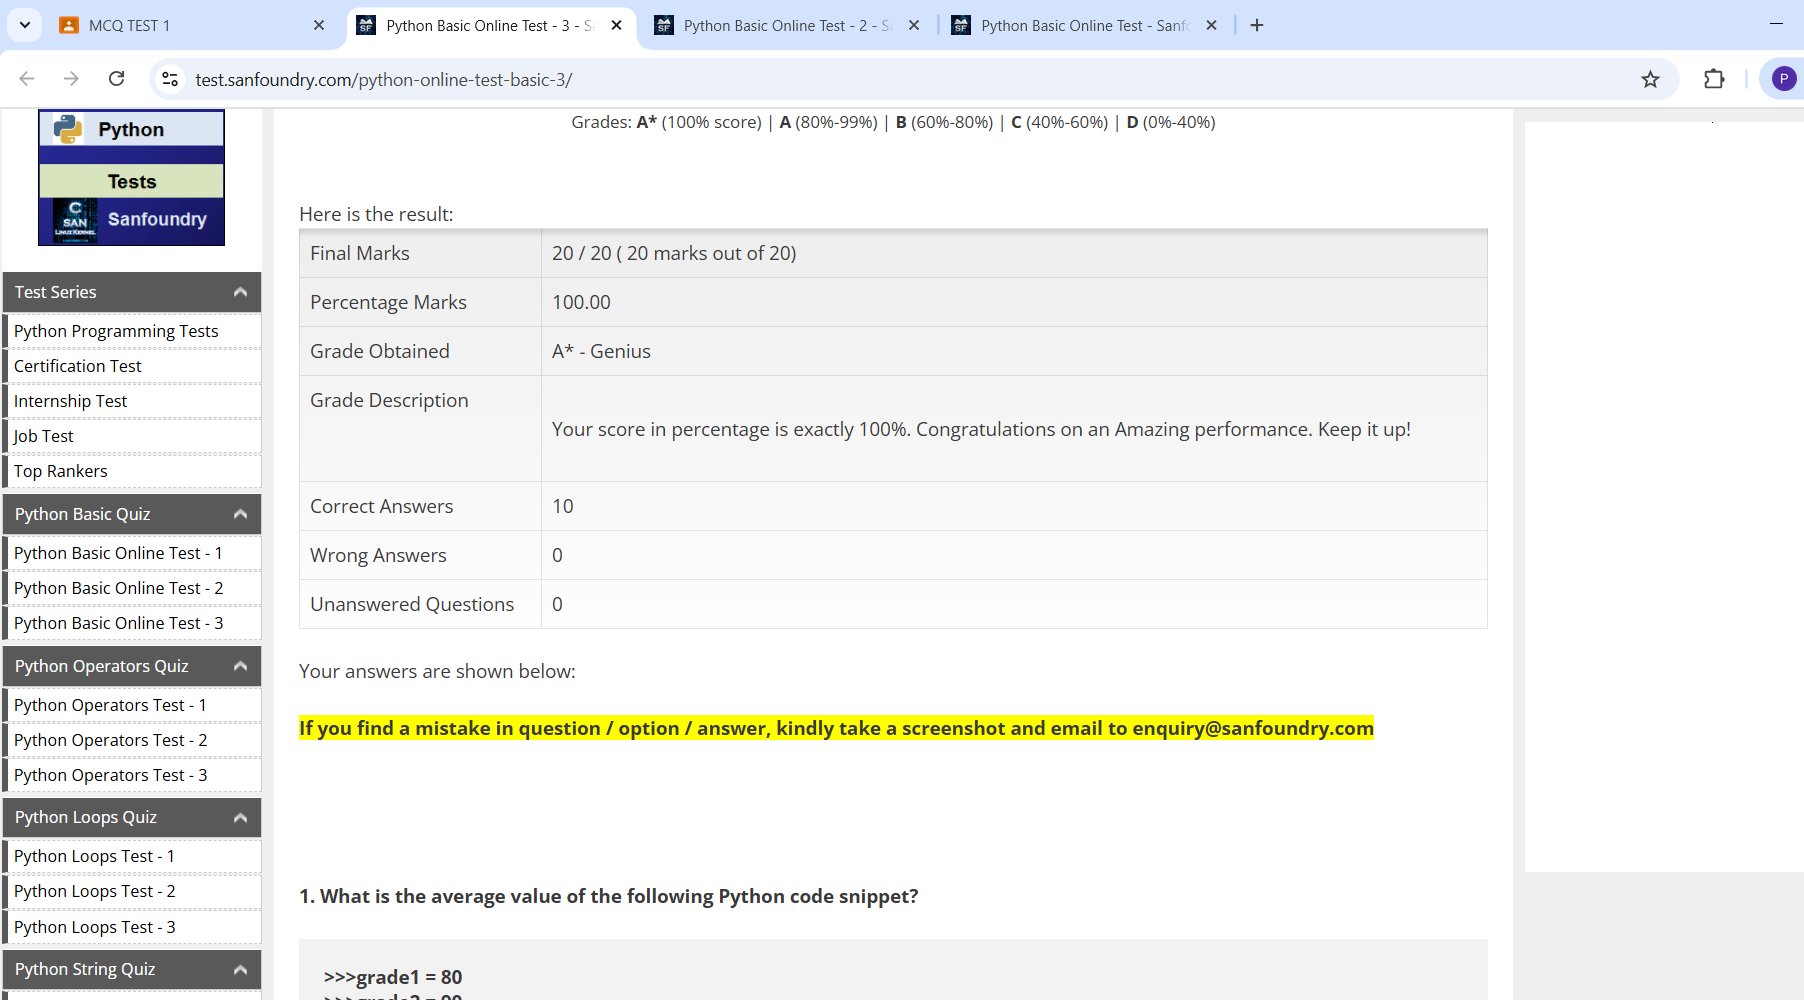 MCQ TEST 1
Python Basic Online Test - 3 - S
Python Basic Online Test - 2 - S
Python Basic Online Test - Sanf
test.sanfoundry.com/python-online-test-basic-3/
P
Python
Tests
C
SAN
LINUX KERNEL
Sanfoundry
Test Series
Python Programming Tests
Certification Test
Internship Test
Job Test
Top Rankers
Python Basic Quiz
Python Basic Online Test - 1
Python Basic Online Test - 2
Python Basic Online Test - 3
Python Operators Quiz
Python Operators Test - 1
Python Operators Test - 2
Python Operators Test - 3
Python Loops Quiz
Python Loops Test - 1
Python Loops Test - 2
Python Loops Test - 3
Python String Quiz
Grades: A* (100% score) | A (80%-99%) | B (60%-80%) | C (40%-60%) | D (0%-40%)
Here is the result:
Final Marks 20 / 20 ( 20 marks out of 20)
Percentage Marks 100.00
Grade Obtained A* - Genius
Grade Description
Your score in percentage is exactly 100%. Congratulations on an Amazing performance. Keep it up!
Correct Answers 10
Wrong Answers 0
Unanswered Questions 0
Your answers are shown below:
If you find a mistake in question / option / answer, kindly take a screenshot and email to enquiry@sanfoundry.com
1. What is the average value of the following Python code snippet?
>>>grade1 = 80
>>>grade2 = 90